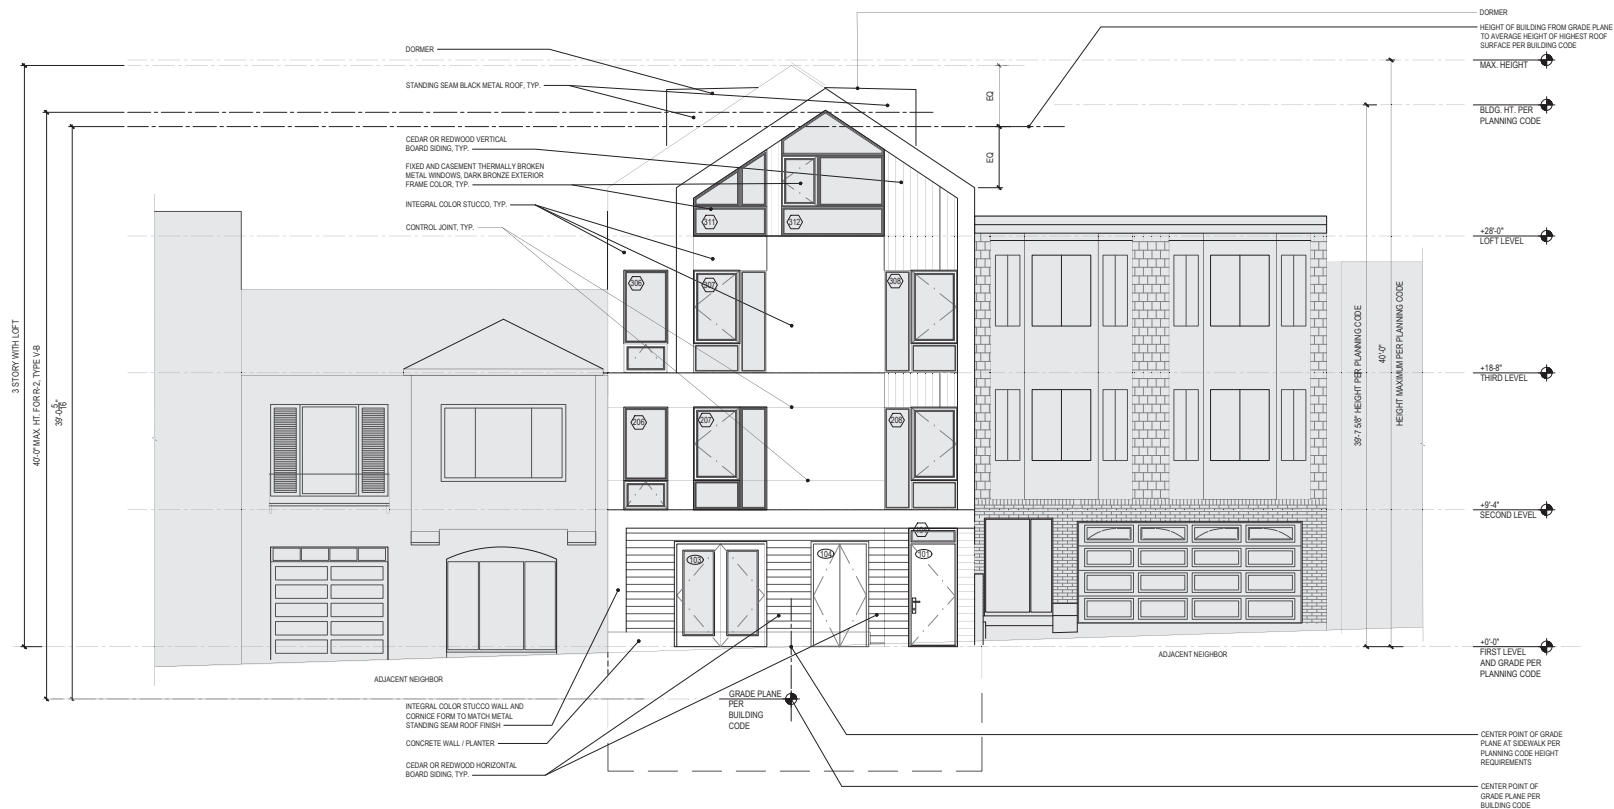 DORMER
HEIGHT OF BUILDING FROM GRADE PLANE
TO AVERAGE HEIGHT OF HIGHEST ROOF
SURFACE PER BUILDING CODE
MAX. HEIGHT
BLDG. HT. PER
PLANNING CODE
DORMER
STANDING SEAM BLACK METAL ROOF, TYP.
CEDAR OR REDWOOD VERTICAL
BOARD SIDING, TYP.
FIXED AND CASEMENT THERMALLY BROKEN
METAL WINDOWS, DARK BRONZE EXTERIOR
FRAME COLOR, TYP.
INTEGRAL COLOR STUCCO, TYP.
CONTROL JOINT, TYP.
EQ
EQ
311
312
306
307
308
206
207
208
103
104
101
+28'-0"
LOFT LEVEL
+18'-8"
THIRD LEVEL
+9'-4"
SECOND LEVEL
+0'-0"
FIRST LEVEL
AND GRADE PER
PLANNING CODE
3 STORY WITH LOFT
40'-0" MAX. HT. FOR R-2, TYPE V-B
39'-7 5/8" HEIGHT PER PLANNING CODE
40'-0"
HEIGHT MAXIMUM PER PLANNING CODE
ADJACENT NEIGHBOR
ADJACENT NEIGHBOR
INTEGRAL COLOR STUCCO WALL AND
CORNICE FORM TO MATCH METAL
STANDING SEAM ROOF FINISH
CONCRETE WALL / PLANTER
CEDAR OR REDWOOD HORIZONTAL
BOARD SIDING, TYP.
GRADE PLANE
PER
BUILDING
CODE
CENTER POINT OF GRADE
PLANE AT SIDEWALK PER
PLANNING CODE HEIGHT
REQUIREMENTS
CENTER POINT OF
GRADE PLANE PER
BUILDING CODE